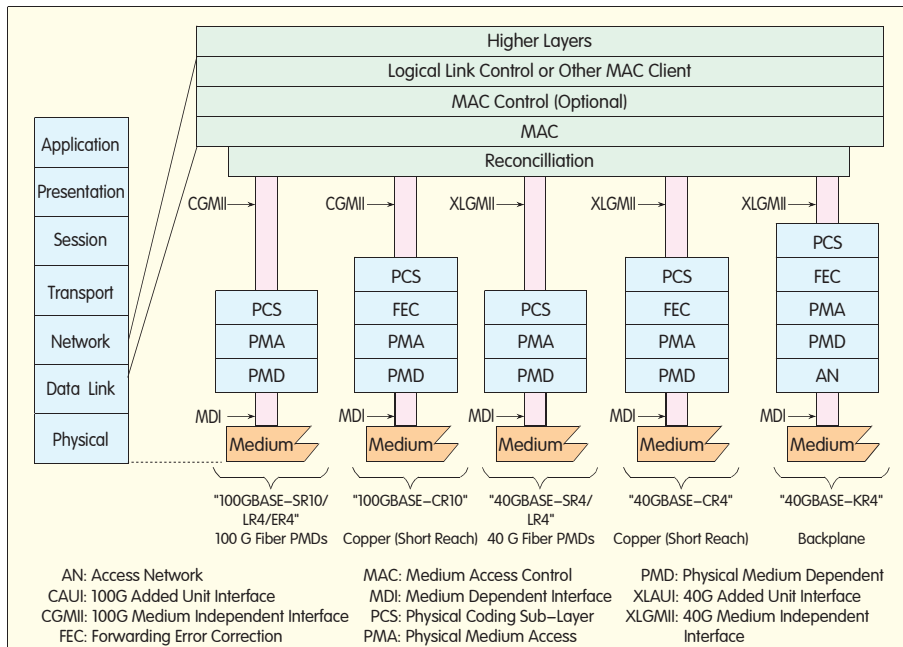 Higher Layers
Logical Link Control or Other MAC Client
MAC Control (Optional)
MAC
Reconcilliation
Application
Presentation
Session
Transport
Network
Data Link
Physical
CGMII
CGMII
XLGMII
XLGMII
XLGMII
PCS
PMA
PMD
MDI
Medium
PCS
FEC
PMA
PMD
MDI
Medium
PCS
PMA
PMD
MDI
Medium
PCS
FEC
PMA
PMD
MDI
Medium
PCS
FEC
PMA
PMD
AN
MDI
Medium
"100GBASE–SR10/
LR4/ER4"
100 G Fiber PMDs
"100GBASE–CR10"
Copper (Short Reach)
"40GBASE–SR4/
LR4"
40 G Fiber PMDs
"40GBASE–CR4"
Copper (Short Reach)
"40GBASE–KR4"
Backplane
AN: Access Network
CAUI: 100G Added Unit Interface
CGMII: 100G Medium Independent Interface
FEC: Forwarding Error Correction
MAC: Medium Access Control
MDI: Medium Dependent Interface
PCS: Physical Coding Sub–Layer
PMA: Physical Medium Access
PMD: Physical Medium Dependent
XLAUI: 40G Added Unit Interface
XLGMII: 40G Medium Independent
Interface